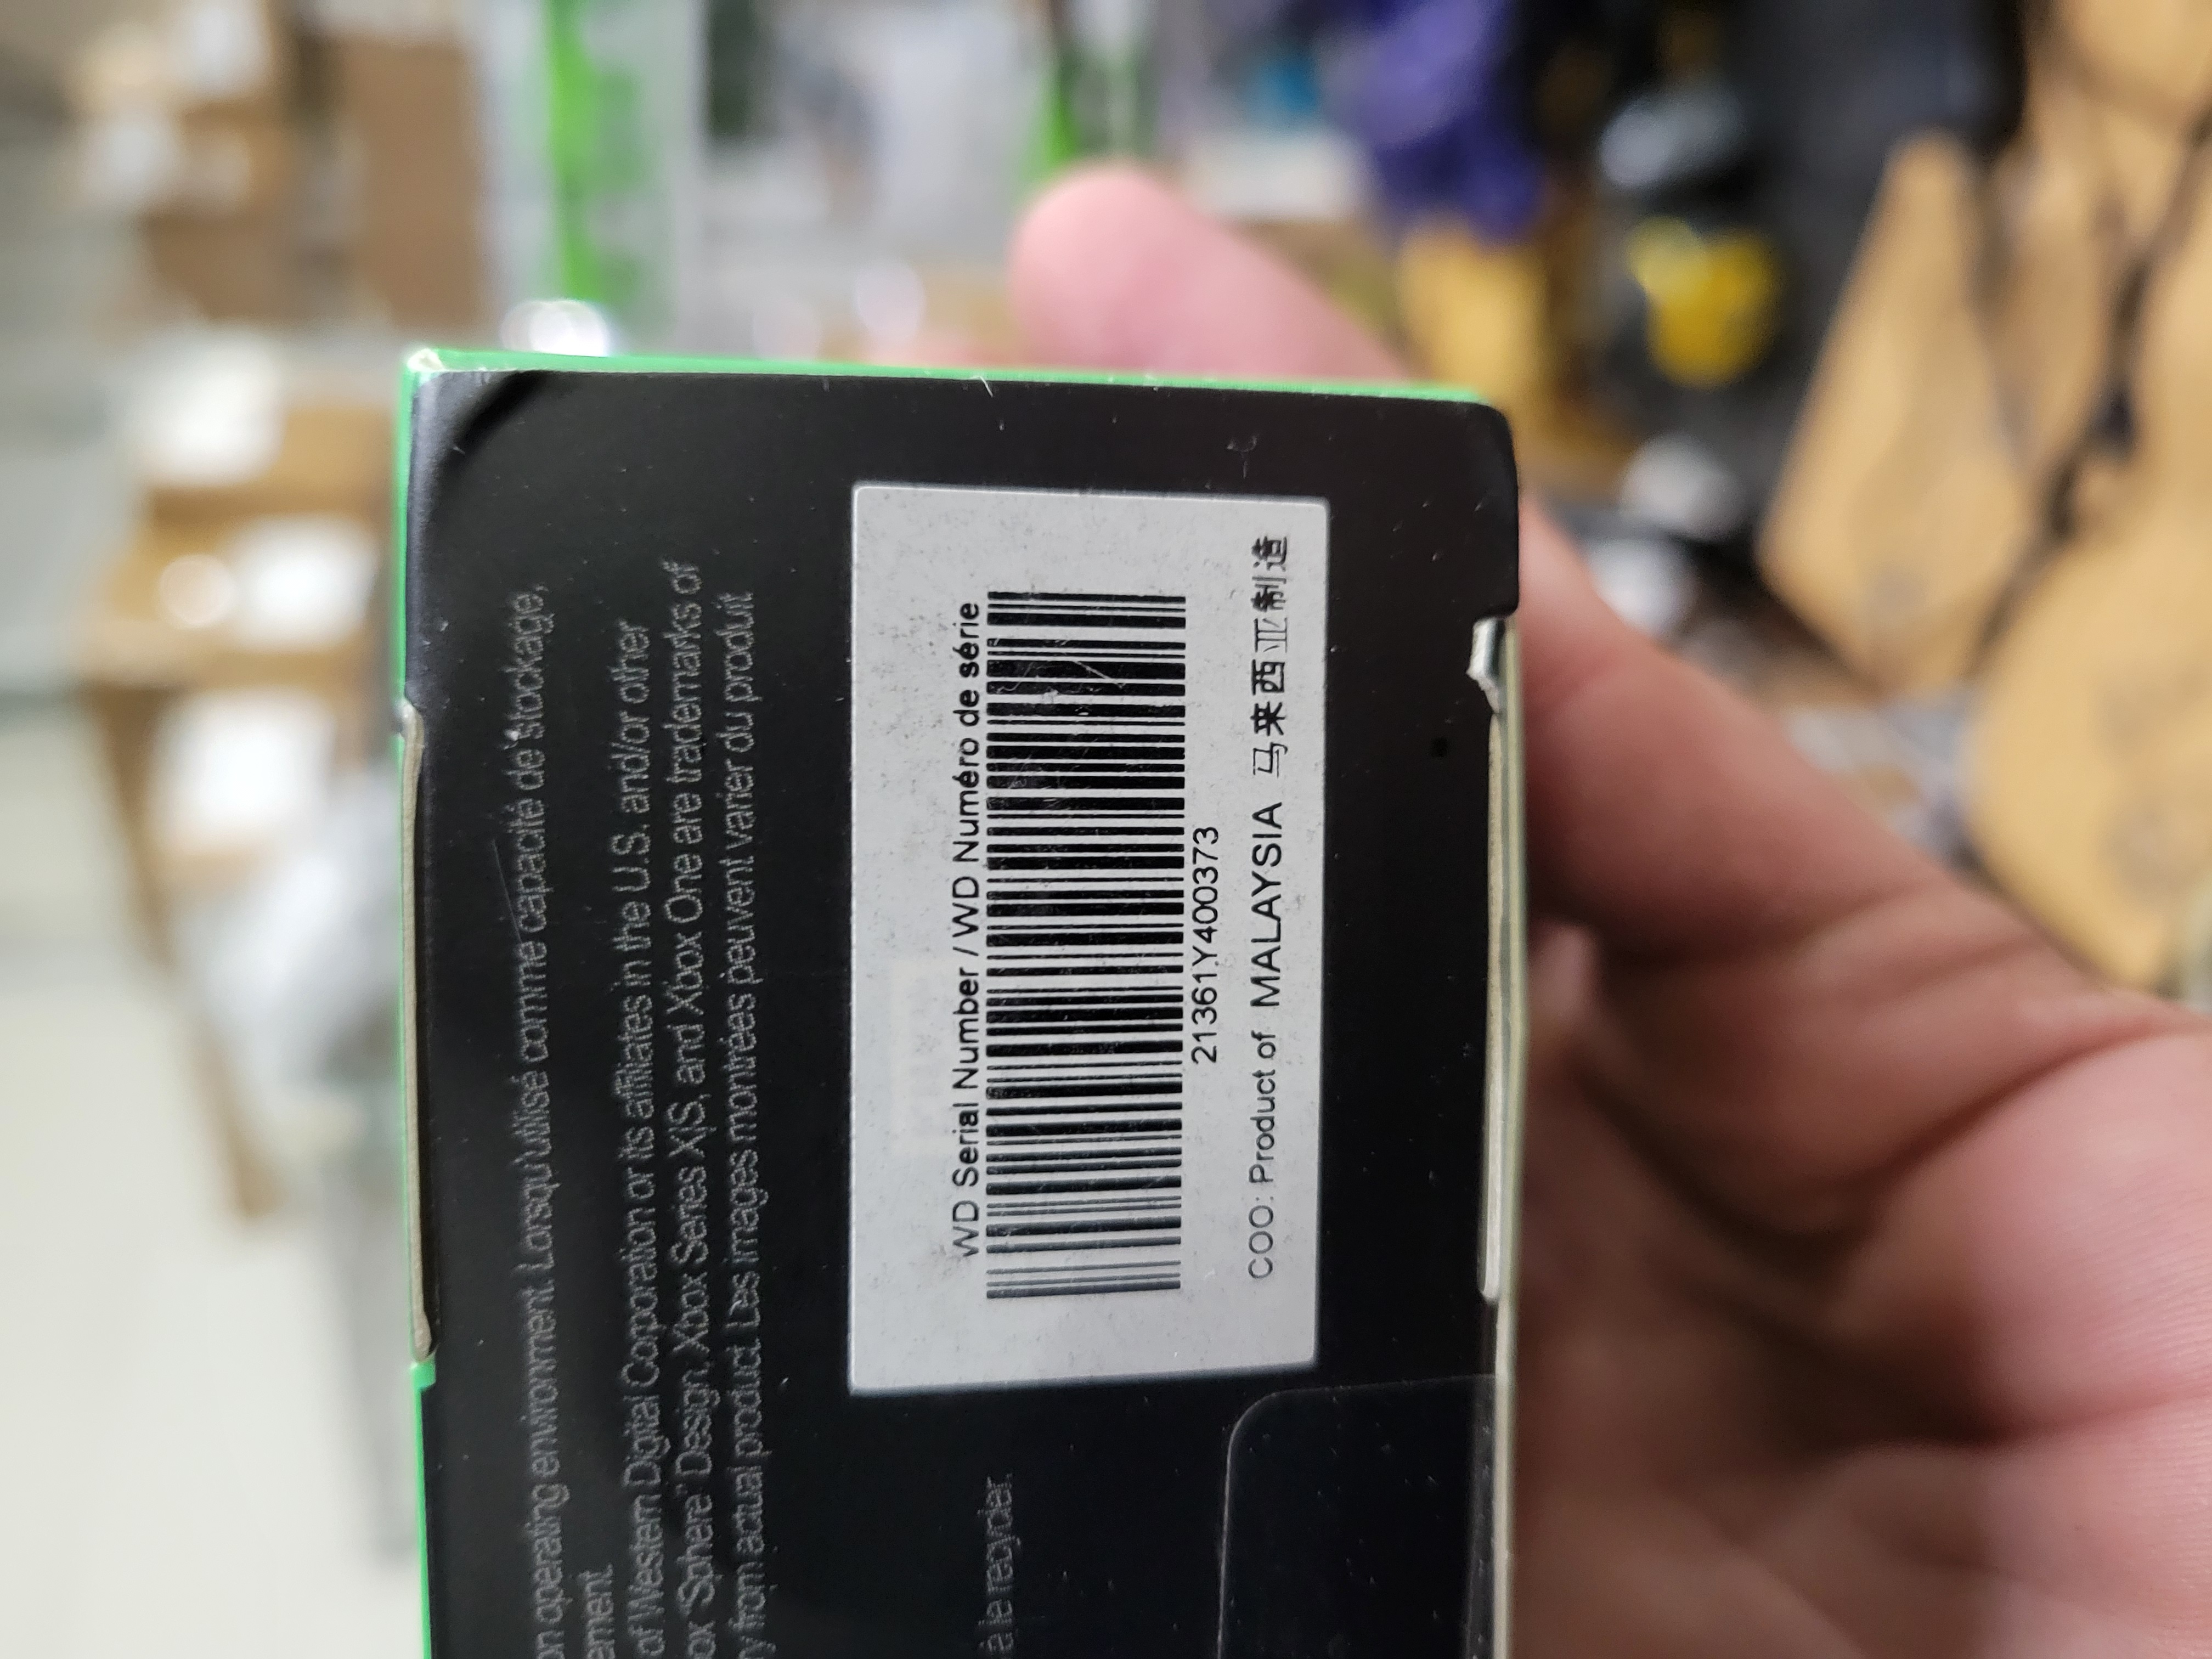 on operating environment. Lorsqu'utilisé comme capacité de stockage,
ement
of Western Digital Corporation or its affiliates in the U.S. and/or other
ox 'Sphere' Design, Xbox Series X|S, and Xbox One are trademarks of
y from actual product. Les images montrées peuvent varier du produit
à le recycler.
WD Serial Number / WD Numéro de série
21361Y400373
COO: Product of MALAYSIA 马来西亚制造